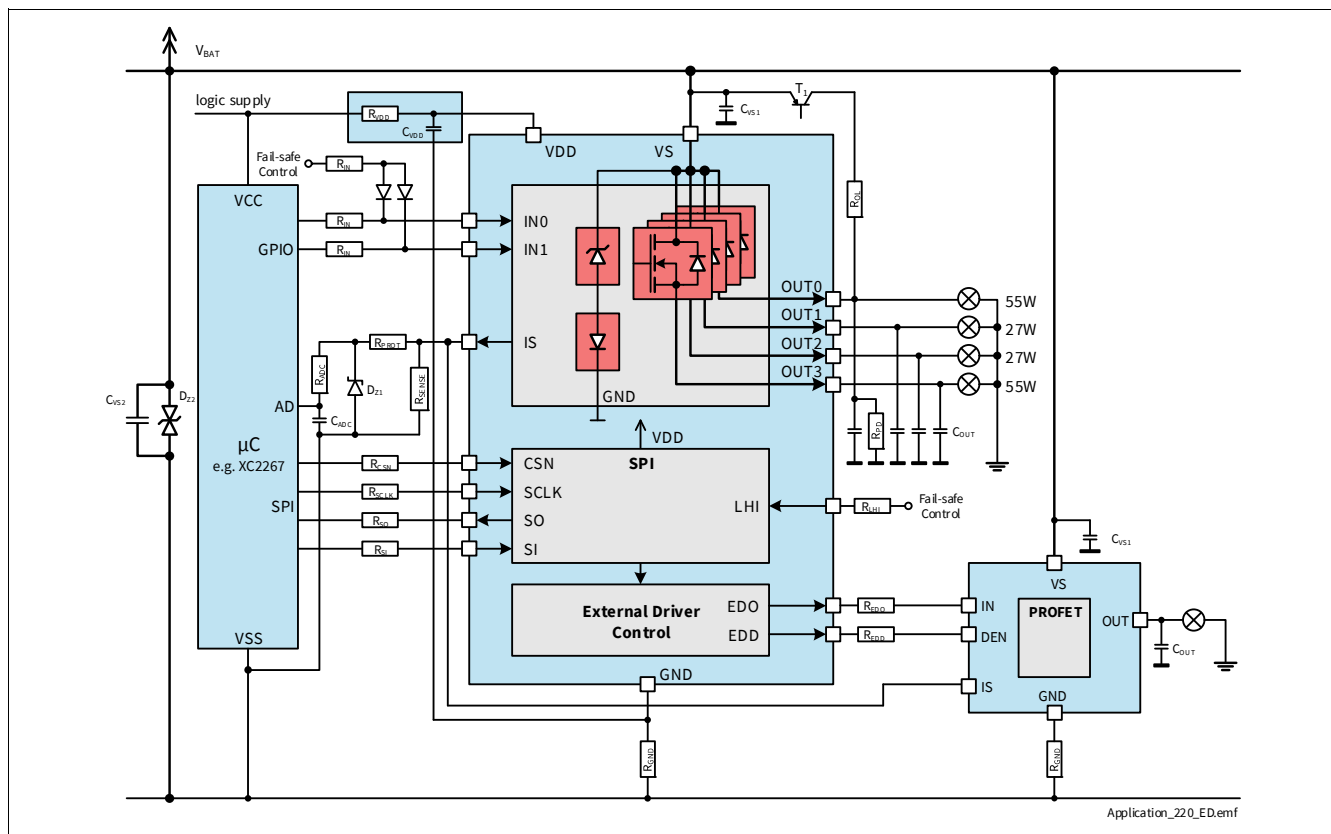 VBAT
T1
CVS1
logic supply
RVDD
CVDD
VDD
VS
Fail-safe
Control
RIN
VCC
ROL
RIN
IN0
GPIO
RIN
IN1
OUT0
55W
OUT1
27W
OUT2
27W
OUT3
55W
IS
RPROT
RADC
DZ1
RSENSE
GND
CVS2
DZ2
AD
CADC
RPD
COUT
µC
e.g. XC2267
VDD
SPI
RCSN
CSN
SPI
RSCLK
SCLK
LHI
RLHI
Fail-safe
Control
RSO
SO
RSI
SI
CVS1
VS
External Driver
Control
EDO
REDO
IN
PROFET
OUT
EDD
REDD
DEN
VSS
COUT
GND
IS
GND
RGND
RGND
Application_220_ED.emf